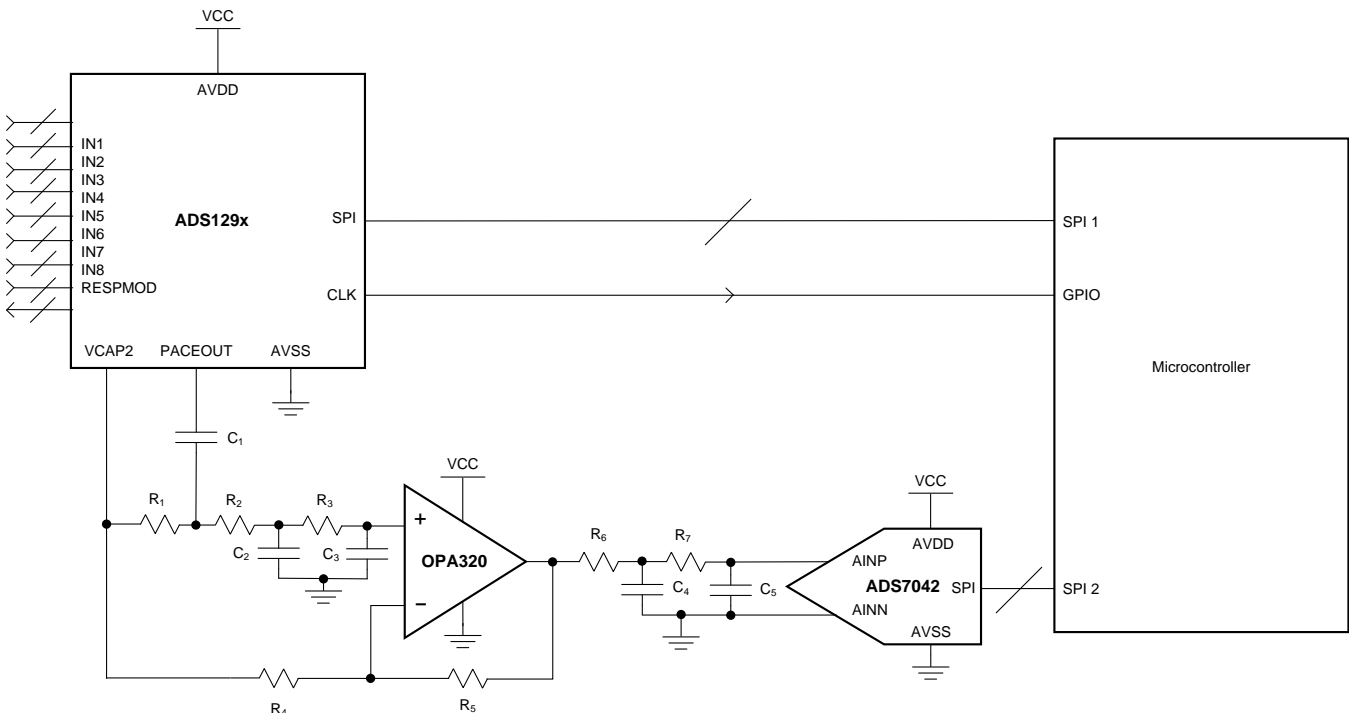 VCC
AVDD
IN1
IN2
IN3
IN4
IN5
IN6
IN7
IN8
RESPMOD
ADS129x
SPI
CLK
VCAP2
PACEOUT
AVSS
SPI 1
GPIO
Microcontroller
SPI 2
C1
R1
R2
R3
C2
C3
VCC
+
OPA320
−
R4
R5
R6
R7
C4
C5
VCC
AVDD
AINP
ADS7042
SPI
AINN
AVSS